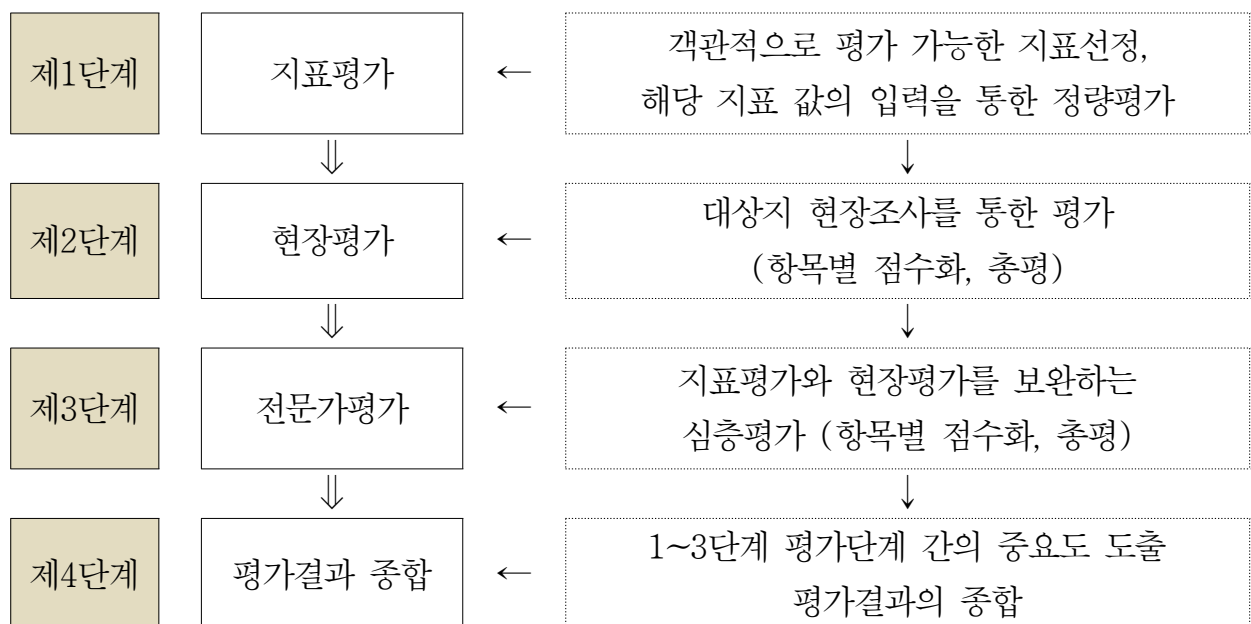 제1단계
지표평가
←
객관적으로 평가 가능한 지표선정,
해당 지표 값의 입력을 통한 정량평가
⇓
↓
제2단계
현장평가
←
대상지 현장조사를 통한 평가
(항목별 점수화, 총평)
⇓
↓
제3단계
전문가평가
←
지표평가와 현장평가를 보완하는
심층평가 (항목별 점수화, 총평)
⇓
↓
제4단계
평가결과 종합
←
1~3단계 평가단계 간의 중요도 도출
평가결과의 종합